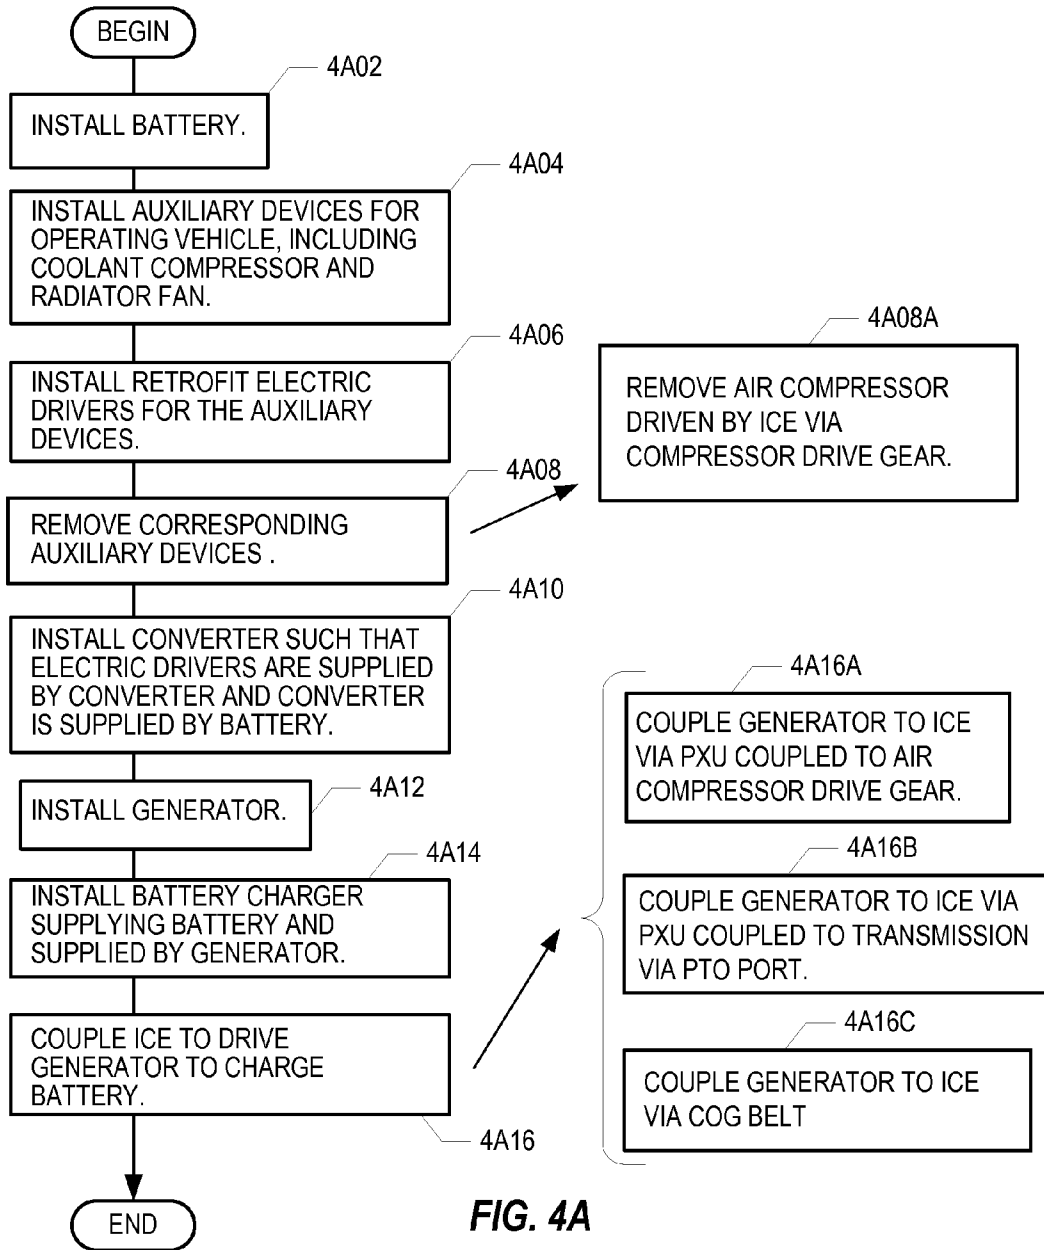 BEGIN
4A02
INSTALL BATTERY.
4A04
INSTALL AUXILIARY DEVICES FOR
OPERATING VEHICLE, INCLUDING
COOLANT COMPRESSOR AND
RADIATOR FAN.
4A06
INSTALL RETROFIT ELECTRIC
DRIVERS FOR THE AUXILIARY
DEVICES.
4A08
REMOVE CORRESPONDING
AUXILIARY DEVICES .
4A08A
REMOVE AIR COMPRESSOR
DRIVEN BY ICE VIA
COMPRESSOR DRIVE GEAR.
4A10
INSTALL CONVERTER SUCH THAT
ELECTRIC DRIVERS ARE SUPPLIED
BY CONVERTER AND CONVERTER
IS SUPPLIED BY BATTERY.
4A12
INSTALL GENERATOR.
4A14
INSTALL BATTERY CHARGER
SUPPLYING BATTERY AND
SUPPLIED BY GENERATOR.
COUPLE ICE TO DRIVE
GENERATOR TO CHARGE
BATTERY.
4A16
4A16A
COUPLE GENERATOR TO ICE
VIA PXU COUPLED TO AIR
COMPRESSOR DRIVE GEAR.
4A16B
COUPLE GENERATOR TO ICE VIA
PXU COUPLED TO TRANSMISSION
VIA PTO PORT.
4A16C
COUPLE GENERATOR TO ICE
VIA COG BELT
END
FIG. 4A